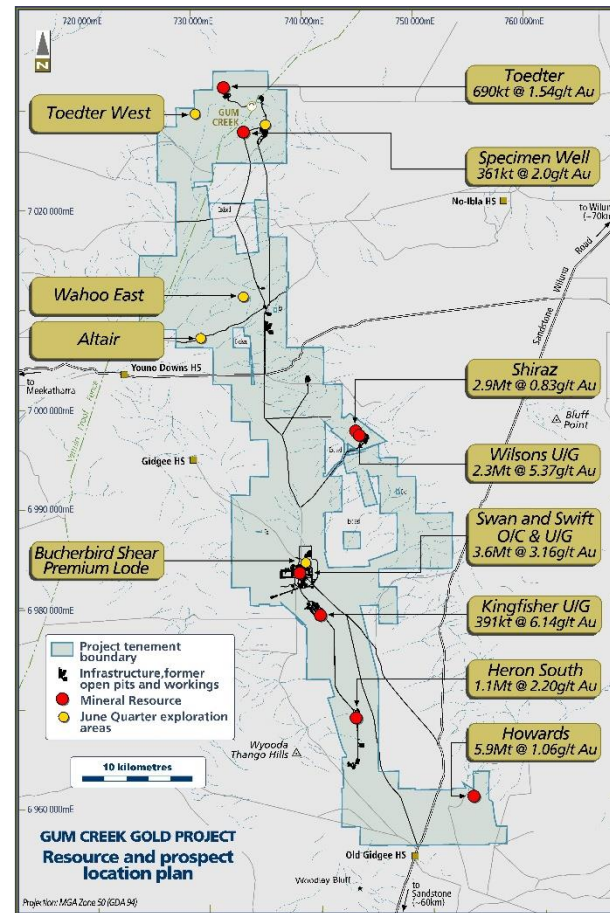 720 000mE
730 000mE
740 000mE
750 000mE
760 000mE
N
Toedter
690kt @ 1.54g/t Au
Toedter West
GUM
CREEK
Specimen Well
361kt @ 2.0g/t Au
7 020 000mE
No-Ibla HS
to Wiluna
(~70km)
Sandstone
Wiluna
Road
Wahoo East
Altair
Youno Downs HS
to
Meekatharra
Shiraz
2.9Mt @ 0.83g/t Au
7 000 000mE
Bluff
Point
Vermin Proof Fence
Gidgee HS
Wilsons U/G
2.3Mt @ 5.37g/t Au
6 990 000mE
Swan and Swift
O/C & U/G
3.6Mt @ 3.16g/t Au
Bucherbird Shear
Premium Lode
6 980 000mE
Kingfisher U/G
391kt @ 6.14g/t Au
Project tenement
boundary
Infrastructure,former
open pits and workings
Mineral Resource
June Quarter exploration
areas
Heron South
1.1Mt @ 2.20g/t Au
Wyooda
Thango Hills
Howards
5.9Mt @ 1.06g/t Au
10 kilometres
6 960 000mE
GUM CREEK GOLD PROJECT
Resource and prospect
location plan
Old Gidgee HS
Woodlay Bluff
to
Sandstone
(~60km)
Projection: MGA Zone 50 (GDA 94)